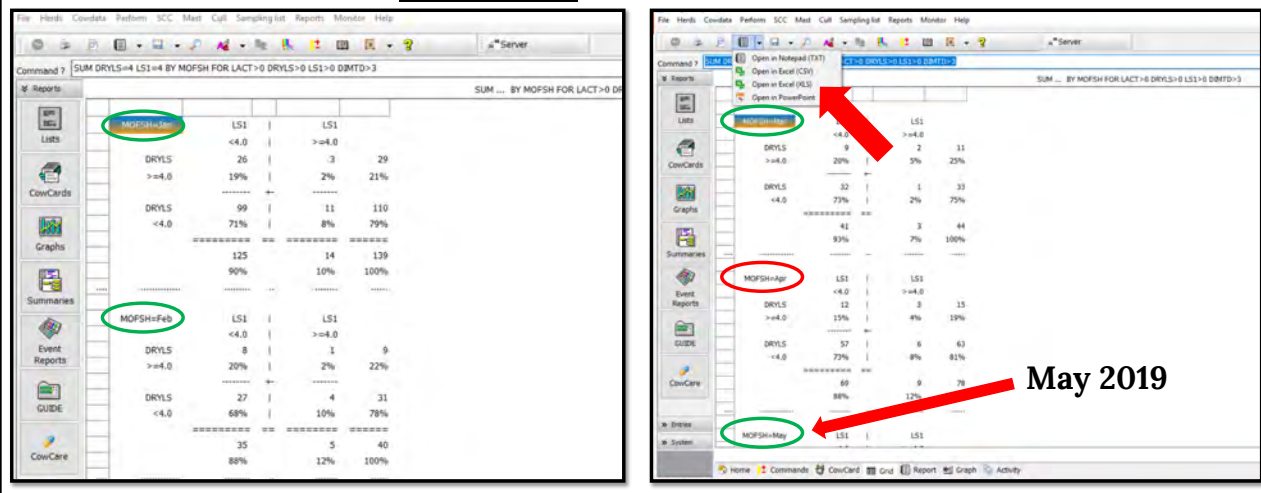 File Herds Cowdata Perform SCC Mast Cull Sampling list Reports Monitor Help
Server
Command ? SUM DRYLS=4 LS1=4 BY MOFSH FOR LACT>0 DRYLS>0 LS1>0 DIMTD>3
Reports
SUM ... BY MOFSH FOR LACT>0 DR
Lists
CowCards
Graphs
Summaries
Event
Reports
GUIDE
CowCare
MOFSH=Jan LS1 | LS1
<4.0 | >=4.0
DRYLS 26 | 3 29
>=4.0 19% | 2% 21%
-------- +- -------
DRYLS 99 | 11 110
<4.0 71% | 8% 79%
========= == ======== ======
125 14 139
90% 10% 100%
MOFSH=Feb LS1 | LS1
<4.0 | >=4.0
DRYLS 8 | 1 9
>=4.0 20% | 2% 22%
-------- +- -------
DRYLS 27 | 4 31
<4.0 68% | 10% 78%
========= == ======== ======
35 5 40
88% 12% 100%
File Herds Cowdata Perform SCC Mast Cull Sampling list Reports Monitor Help
Server
Command ? LACT>0 DRYLS>0 LS1>0 DIMTD>3
Open in Notepad (TXT)
Open in Excel (CSV)
Open in Excel (XLS)
Open in PowerPoint
Reports
SUM ... BY MOFSH FOR LACT>0 DRYLS>0 LS1>0 DIMTD>3
Lists
CowCards
Graphs
Summaries
Event
Reports
GUIDE
CowCare
Entries
System
MOFSH=Mar LS1
<4.0 >=4.0
DRYLS 9 2 11
>=4.0 20% | 5% 25%
DRYLS 32 | 1 33
<4.0 73% | 2% 75%
========= ==
41 3 44
93% 7% 100%
MOFSH=Apr LS1 | LS1
<4.0 | >=4.0
DRYLS 12 | 3 15
>=4.0 15% | 4% 19%
DRYLS 57 | 6 63
<4.0 73% | 8% 81%
========= ==
69 9 78
88% 12%
May 2019
MOFSH=May LS1 | LS1
Home Commands CowCard Grid Report Graph Activity